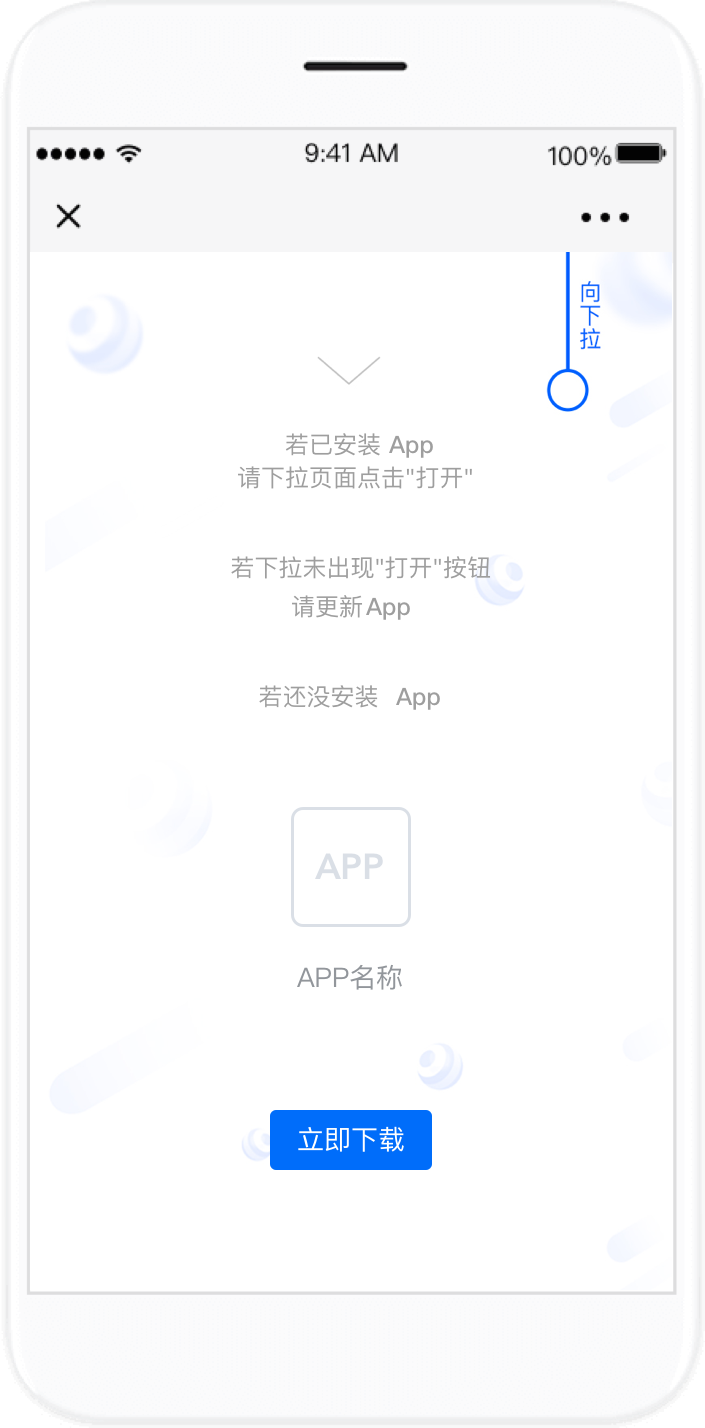 9:41 AM
100%
向下拉
若已安装 App
请下拉页面点击"打开"
若下拉未出现"打开"按钮
请更新App
若还没安装 App
APP
APP名称
立即下载